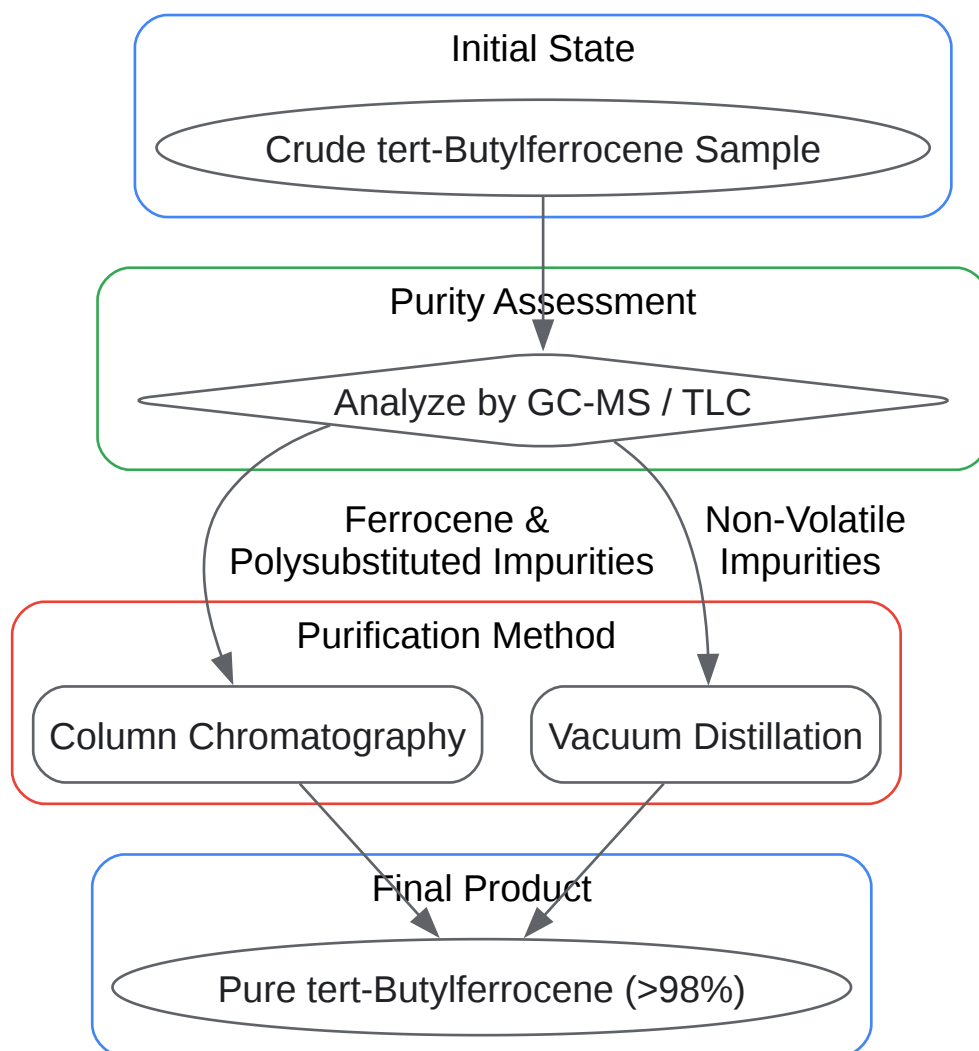 Initial State
Crude tert-Butylferrocene Sample
Purity Assessment
Analyze by GC-MS / TLC
Ferrocene &
Polysubstituted Impurities
Non-Volatile
Impurities
Purification Method
Column Chromatography
Vacuum Distillation
Final Product
Pure tert-Butylferrocene (>98%)